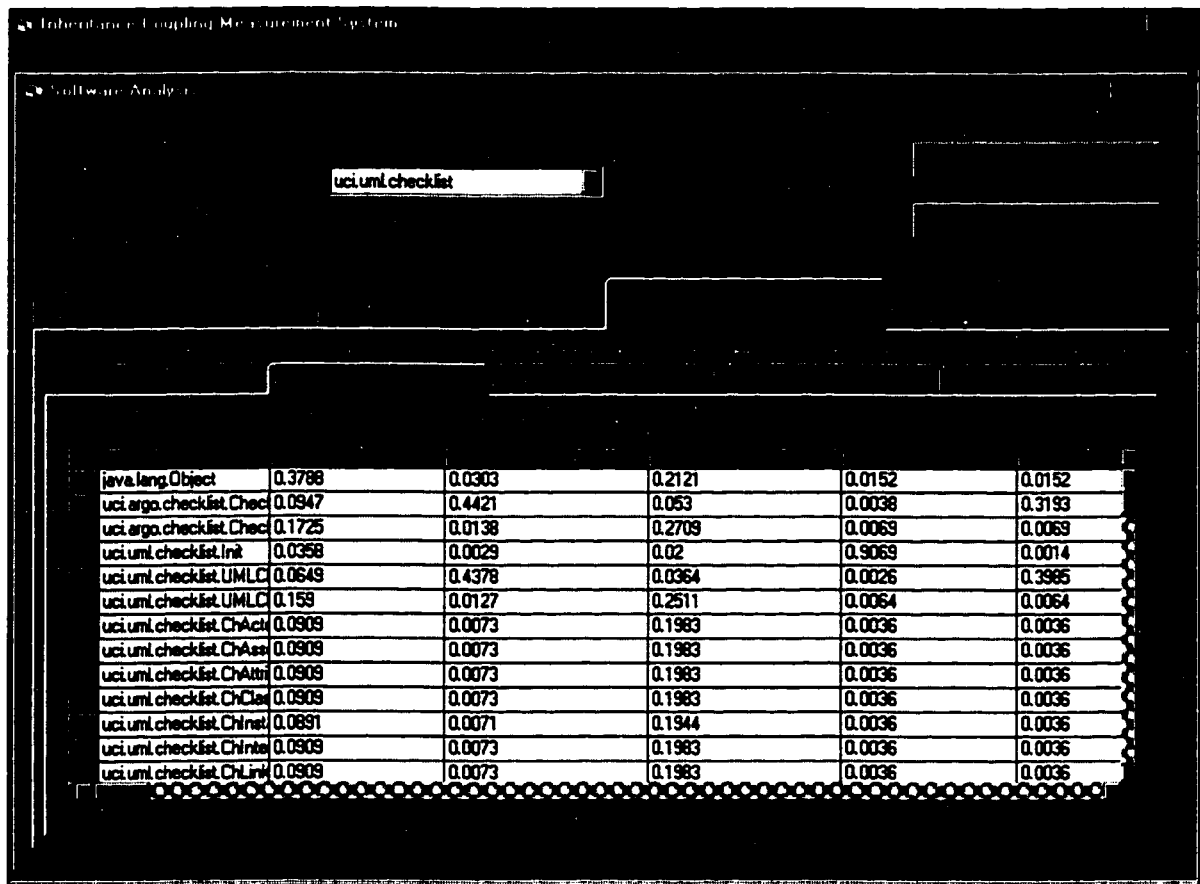 Inheritance Coupling Measurement System
Software Analysis
uci.uml.checklist
java.lang.Object 0.3788 0.0303 0.2121 0.0152 0.0152
uci.argo.checklist.Chec 0.0947 0.4421 0.053 0.0038 0.3193
uci.argo.checklist.Chec 0.1725 0.0138 0.2709 0.0069 0.0069
uci.uml.checklist.Init 0.0358 0.0029 0.02 0.9069 0.0014
uci.uml.checklist.UMLC 0.0649 0.4378 0.0364 0.0026 0.3985
uci.uml.checklist.UMLC 0.159 0.0127 0.2511 0.0064 0.0064
uci.uml.checklist.ChActo 0.0909 0.0073 0.1983 0.0036 0.0036
uci.uml.checklist.ChAss 0.0909 0.0073 0.1983 0.0036 0.0036
uci.uml.checklist.ChAttri 0.0909 0.0073 0.1983 0.0036 0.0036
uci.uml.checklist.ChClas 0.0909 0.0073 0.1983 0.0036 0.0036
uci.uml.checklist.ChInst 0.0891 0.0071 0.1944 0.0036 0.0036
uci.uml.checklist.ChInte 0.0909 0.0073 0.1983 0.0036 0.0036
uci.uml.checklist.ChLink 0.0909 0.0073 0.1983 0.0036 0.0036